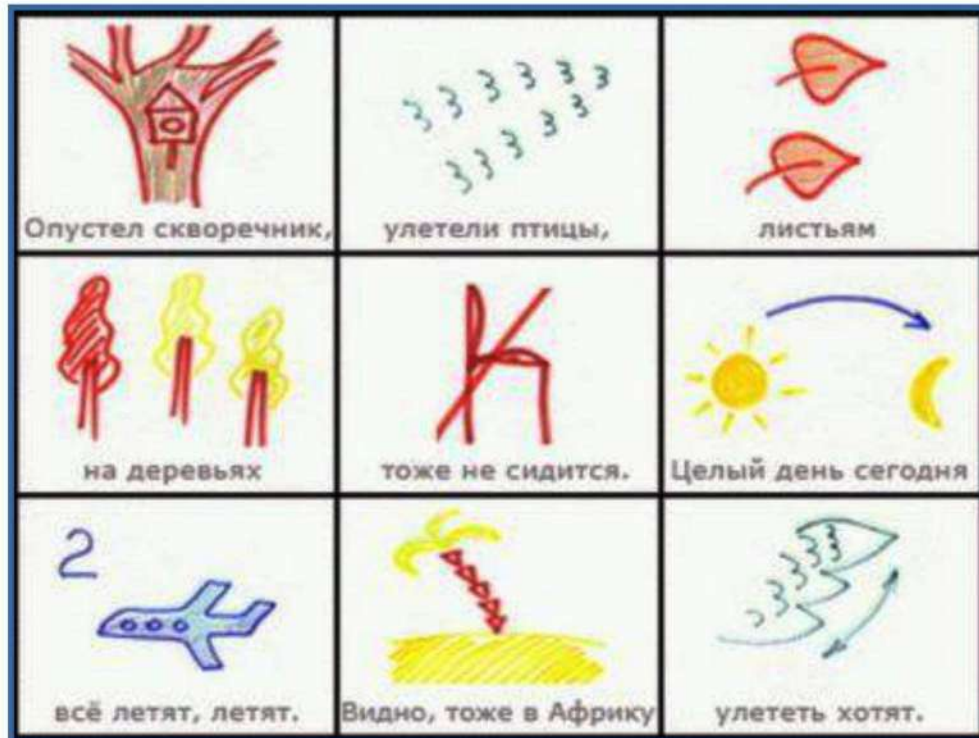 Опустел скворечник,
улетели птицы,
листьям
на деревьях
тоже не сидится.
Целый день сегодня
2
всё летят, летят.
Видно, тоже в Африку
улететь хотят.